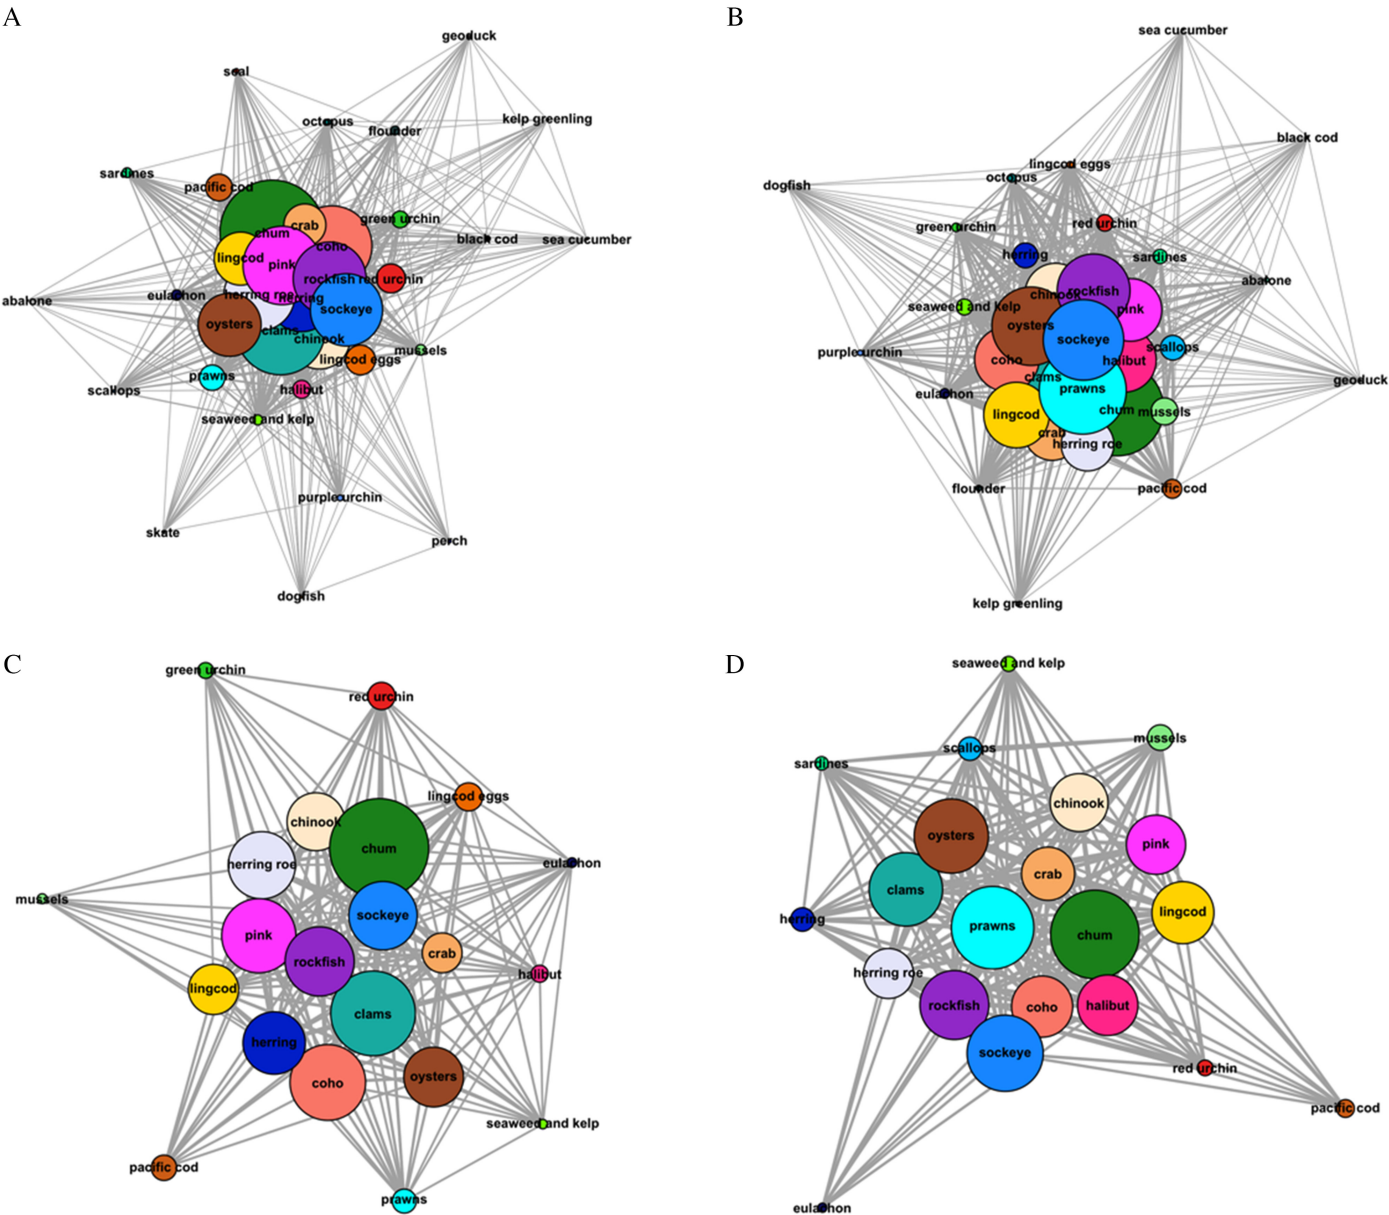 A
geoduck
seal
octopus
flounder
kelp greenling
sardines
pacific cod
green urchin
crab
chum
coho
black cod
sea cucumber
lingcod
pink
rockfish
red urchin
abalone
eulachon
herring roe
herring
sockeye
oysters
clams
chinook
mussels
lingcod eggs
prawns
scallops
halibut
seaweed and kelp
purple urchin
skate
perch
dogfish
B
sea cucumber
black cod
lingcod eggs
octopus
dogfish
red urchin
green urchin
herring
sardines
abalone
chinook
rockfish
seaweed and kelp
pink
oysters
sockeye
scallops
purple urchin
coho
halibut
clams
geoduck
prawns
eulachon
lingcod
chum
mussels
crab
herring roe
flounder
pacific cod
kelp greenling
C
green urchin
red urchin
lingcod eggs
chinook
chum
herring roe
eulachon
mussels
sockeye
pink
crab
rockfish
halibut
lingcod
clams
herring
coho
oysters
seaweed and kelp
pacific cod
prawns
D
seaweed and kelp
mussels
scallops
sardines
chinook
oysters
pink
crab
clams
lingcod
herring
prawns
chum
herring roe
rockfish
coho
halibut
sockeye
red urchin
pacific cod
eulachon